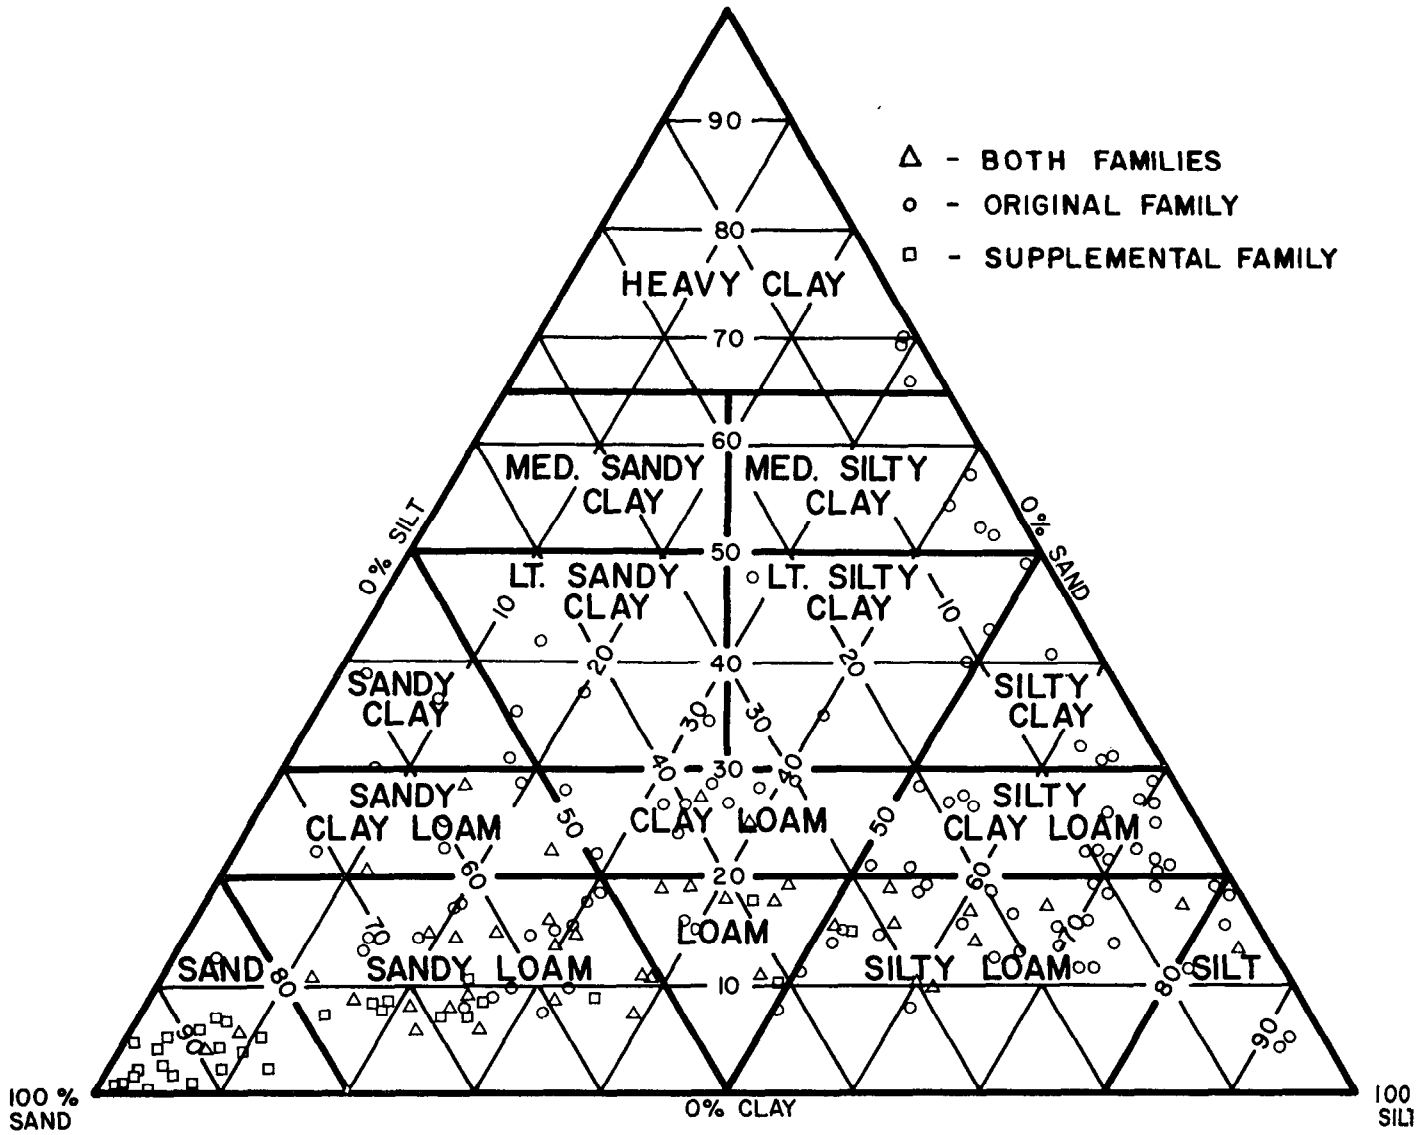 90
△ - BOTH FAMILIES
○ - ORIGINAL FAMILY
□ - SUPPLEMENTAL FAMILY
80
HEAVY CLAY
70
60
MED. SANDY
CLAY
MED. SILTY
CLAY
0% SILT
0% SAND
50
LT. SANDY
CLAY
LT. SILTY
CLAY
10
10
20
40
20
SANDY
CLAY
SILTY
CLAY
30
30
40
30
40
SANDY
CLAY LOAM
50
CLAY LOAM
50
SILTY
CLAY LOAM
60
20
60
70
LOAM
70
SAND
80
SANDY LOAM
10
SILTY LOAM
80
SILT
90
90
100 %
SAND
0% CLAY
100
SILT